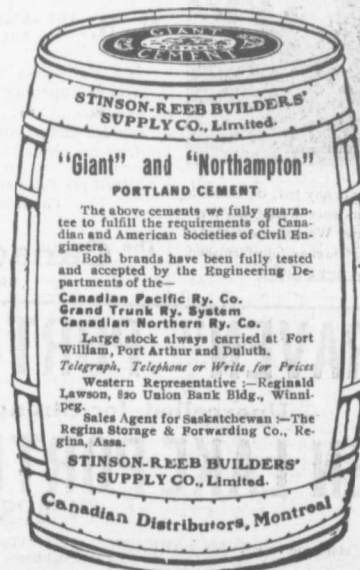 GIANT
PORTLAND
CEMENT
STINSON-REEB BUILDERS'
SUPPLY CO., Limited.
"Giant" and "Northampton"
PORTLAND CEMENT
The above cements we fully guaran-
tee to fulfill the requirements of Cana-
dian and American Societies of Civil En-
gineers.
Both brands have been fully tested
and accepted by the Engineering De-
partments of the—
Canadian Pacific Ry. Co.
Grand Trunk Ry. System
Canadian Northern Ry. Co.
Large stock always carried at Fort
William, Port Arthur and Duluth.
Telegraph, Telephone or Write for Prices
Western Representative :—Reginald
Lawson, 820 Union Bank Bldg., Winni-
peg.
Sales Agent for Saskatchewan :—The
Regina Storage & Forwarding Co., Re-
gina, Assa.
STINSON-REEB BUILDERS'
SUPPLY CO., Limited.
Canadian Distributors, Montreal